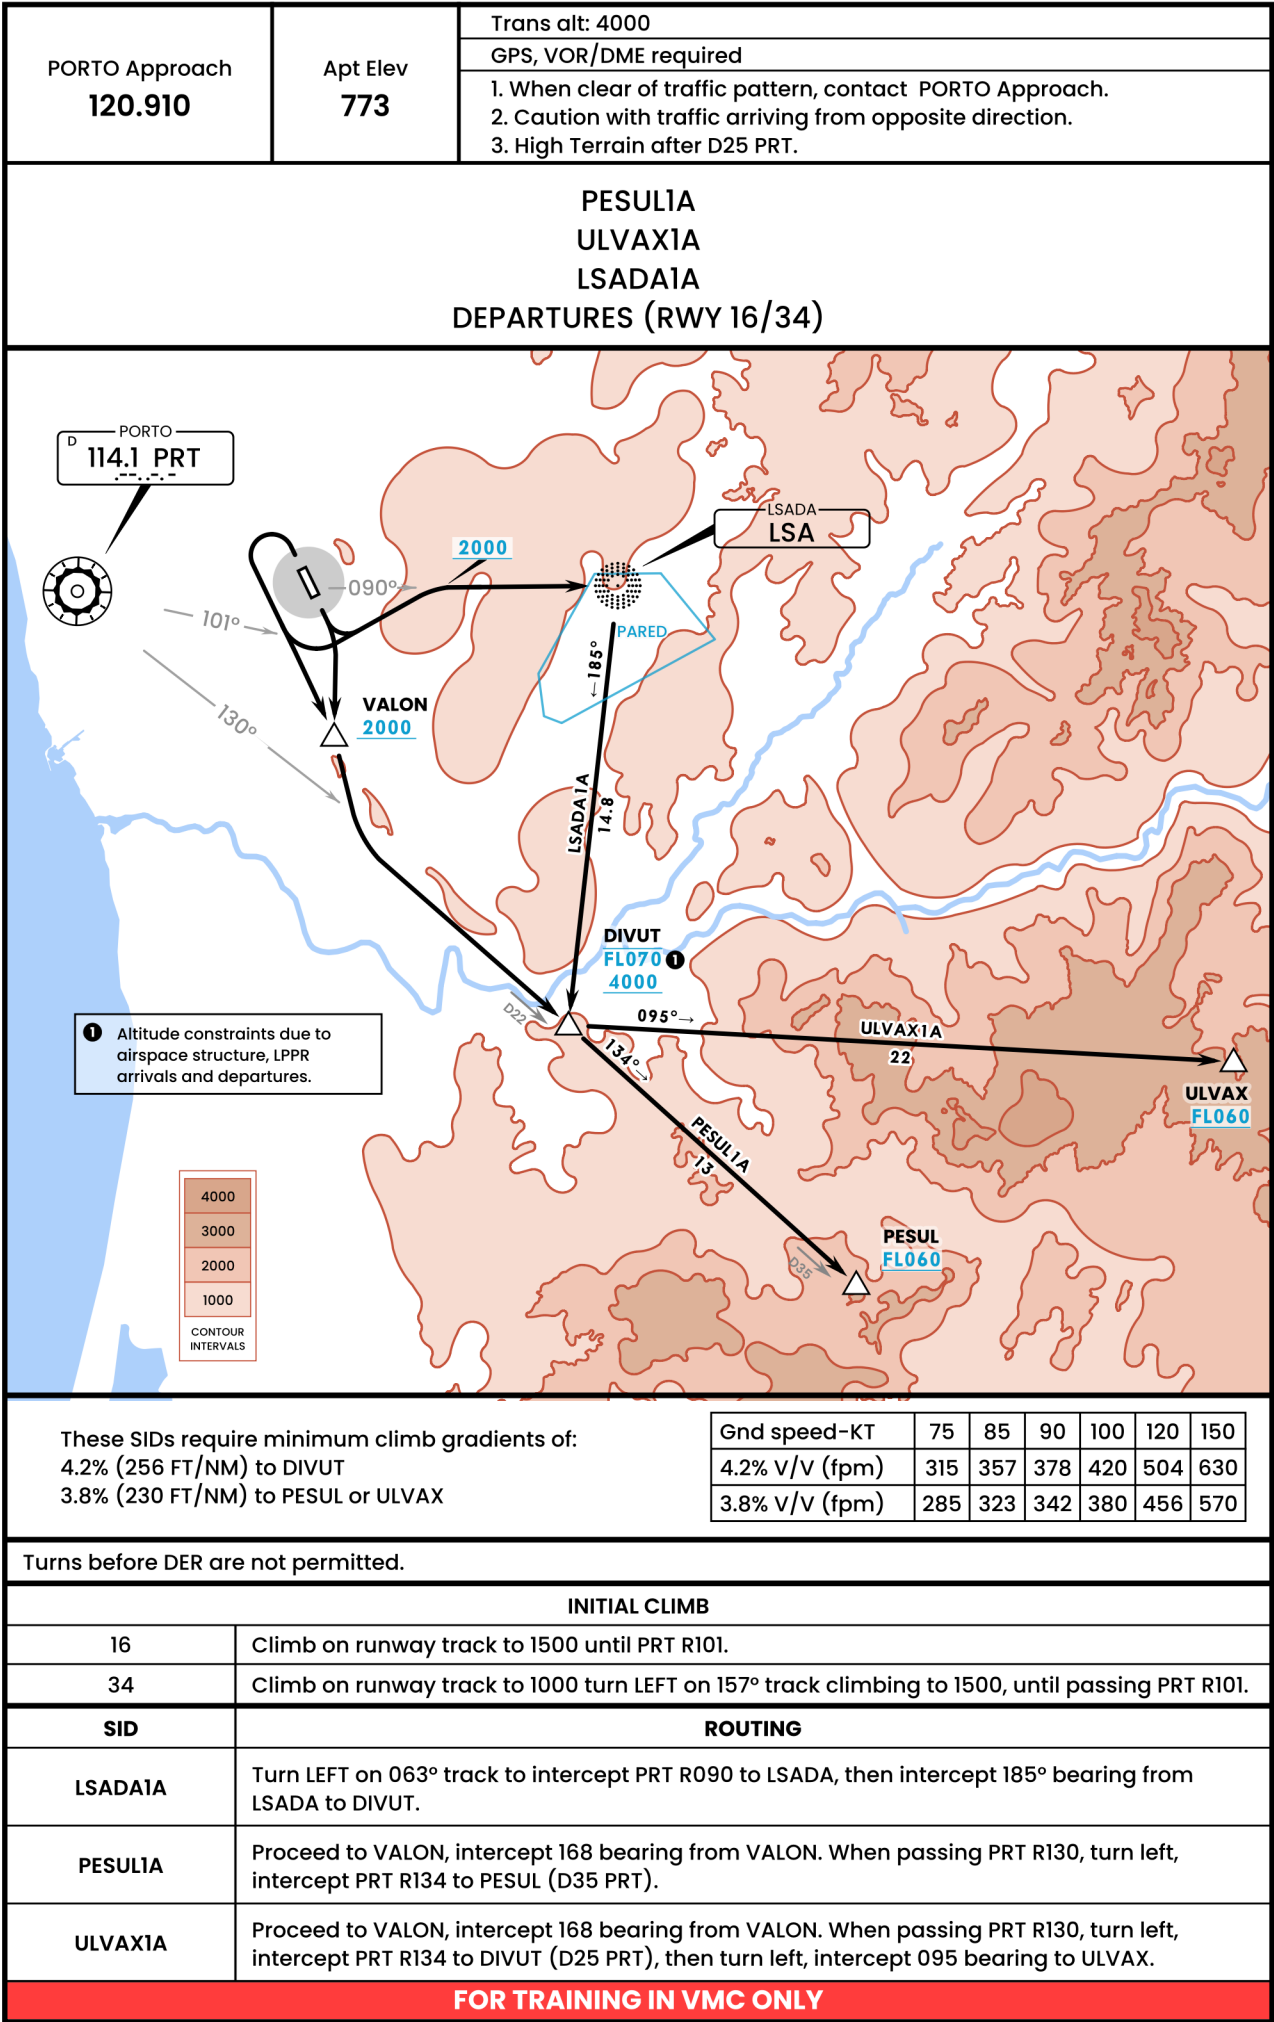 PORTO Approach
120.910
Apt Elev
773
Trans alt: 4000
GPS, VOR/DME required
1. When clear of traffic pattern, contact PORTO Approach.
2. Caution with traffic arriving from opposite direction.
3. High Terrain after D25 PRT.
PESUL1A
ULVAX1A
LSADA1A
DEPARTURES (RWY 16/34)
PORTO
D
114.1 PRT
LSADA
LSA
2000
090°
101°
PARED
←185°
130°
VALON
2000
LSADA1A
14.8
DIVUT
FL070 1
4000
D22
095°→
ULVAX1A
22
134°→
1 Altitude constraints due to
airspace structure, LPPR
arrivals and departures.
ULVAX
FL060
PESUL1A
13
4000
3000
2000
1000
CONTOUR
INTERVALS
PESUL
FL060
D35
These SIDs require minimum climb gradients of:
4.2% (256 FT/NM) to DIVUT
3.8% (230 FT/NM) to PESUL or ULVAX
Gnd speed-KT 75 85 90 100 120 150
4.2% V/V (fpm) 315 357 378 420 504 630
3.8% V/V (fpm) 285 323 342 380 456 570
Turns before DER are not permitted.
INITIAL CLIMB
16 Climb on runway track to 1500 until PRT R101.
34 Climb on runway track to 1000 turn LEFT on 157° track climbing to 1500, until passing PRT R101.
SID ROUTING
LSADA1A
Turn LEFT on 063° track to intercept PRT R090 to LSADA, then intercept 185° bearing from
LSADA to DIVUT.
PESUL1A
Proceed to VALON, intercept 168 bearing from VALON. When passing PRT R130, turn left,
intercept PRT R134 to PESUL (D35 PRT).
ULVAX1A
Proceed to VALON, intercept 168 bearing from VALON. When passing PRT R130, turn left,
intercept PRT R134 to DIVUT (D25 PRT), then turn left, intercept 095 bearing to ULVAX.
FOR TRAINING IN VMC ONLY